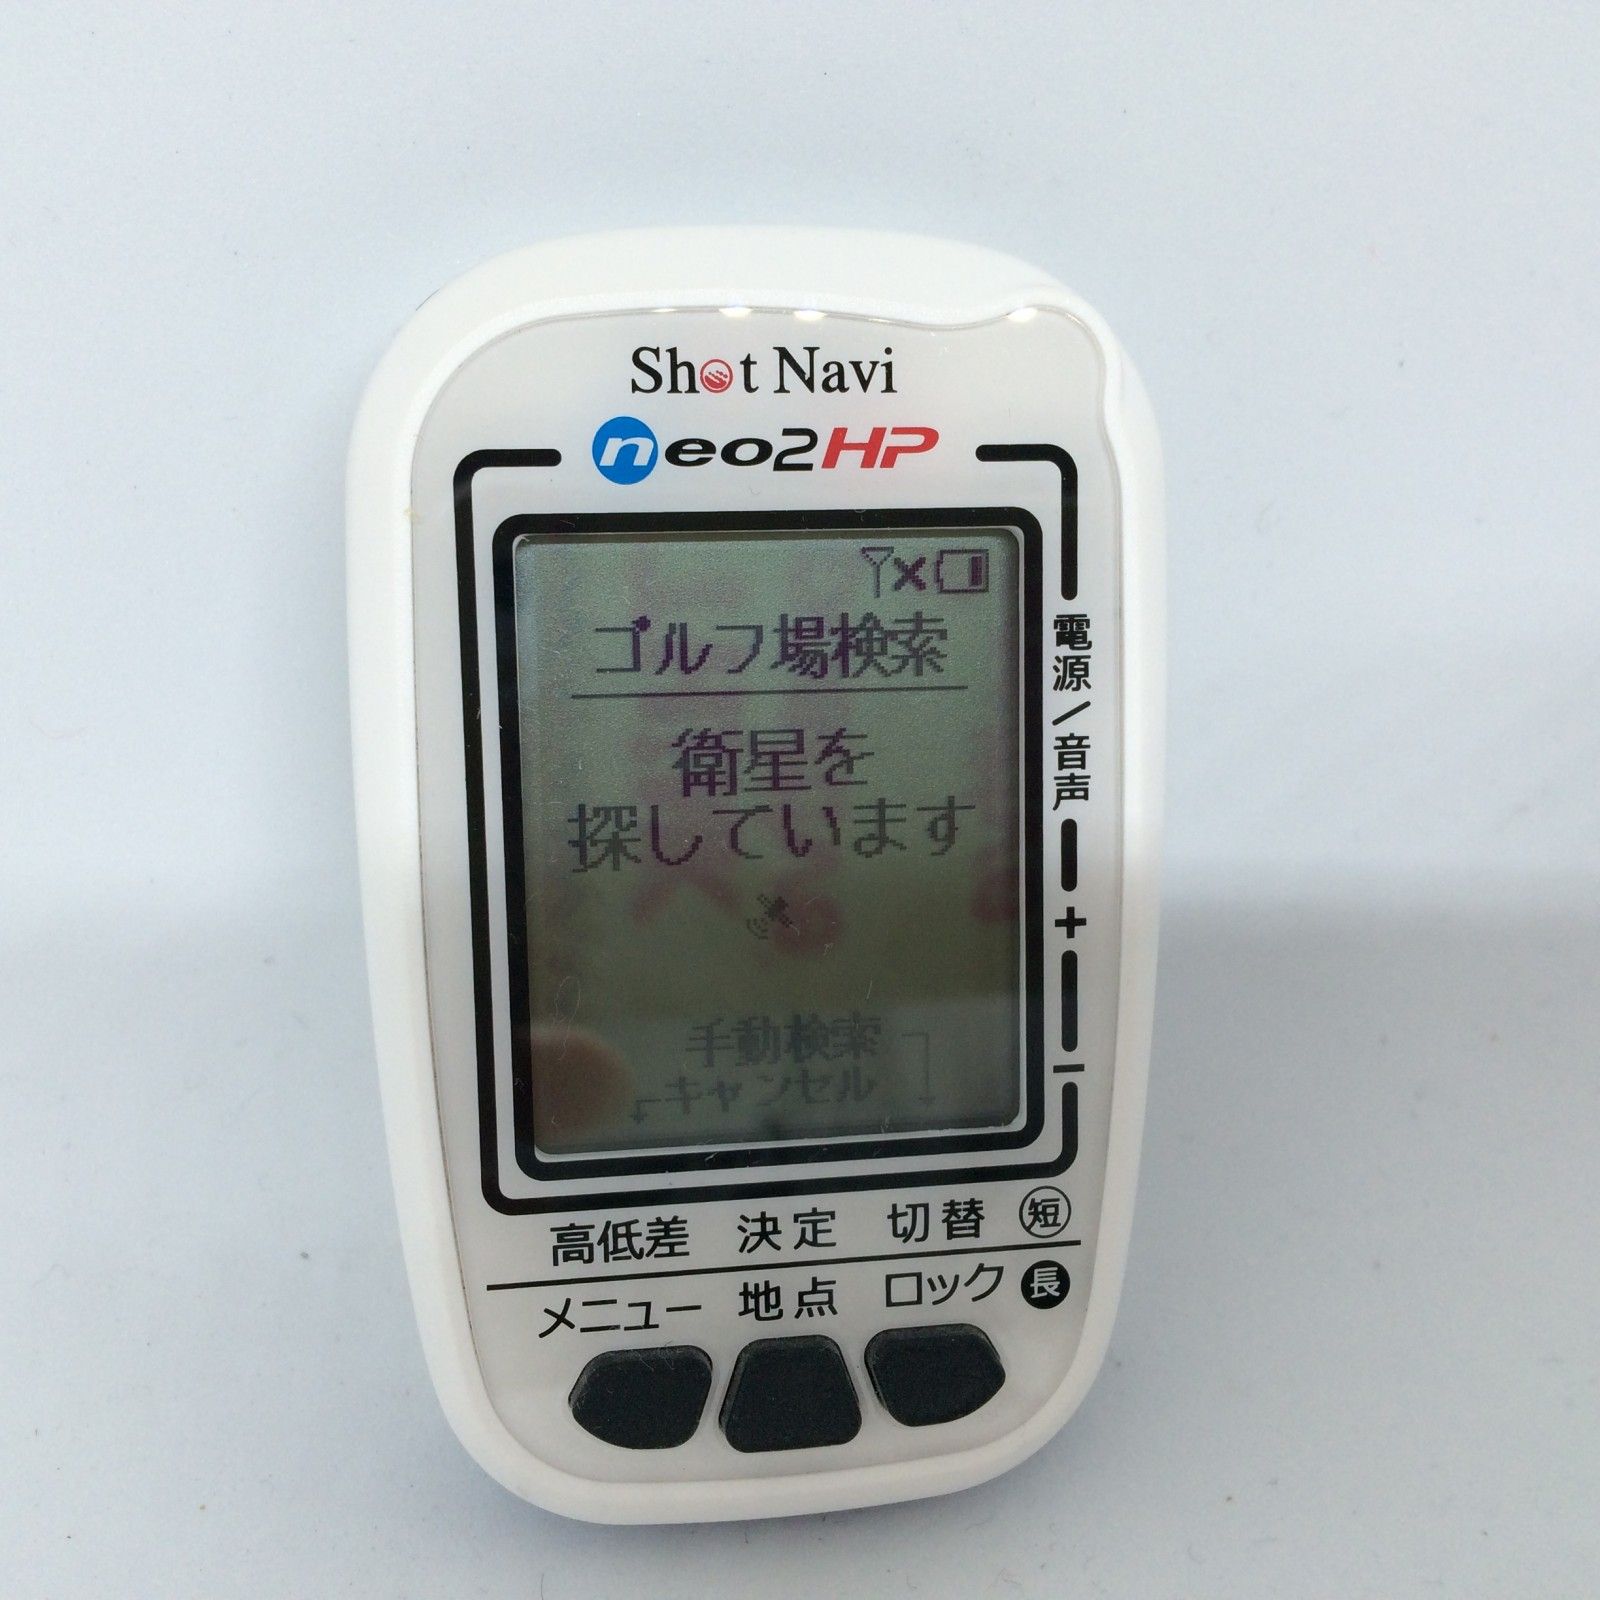 Shot Navi
neo2HP
ゴルフ場検索
衛星を
探しています
手動検索
キャンセル
電源/音声
+
-
高低差 決定 切替 短
メニュー 地点 ロック 長